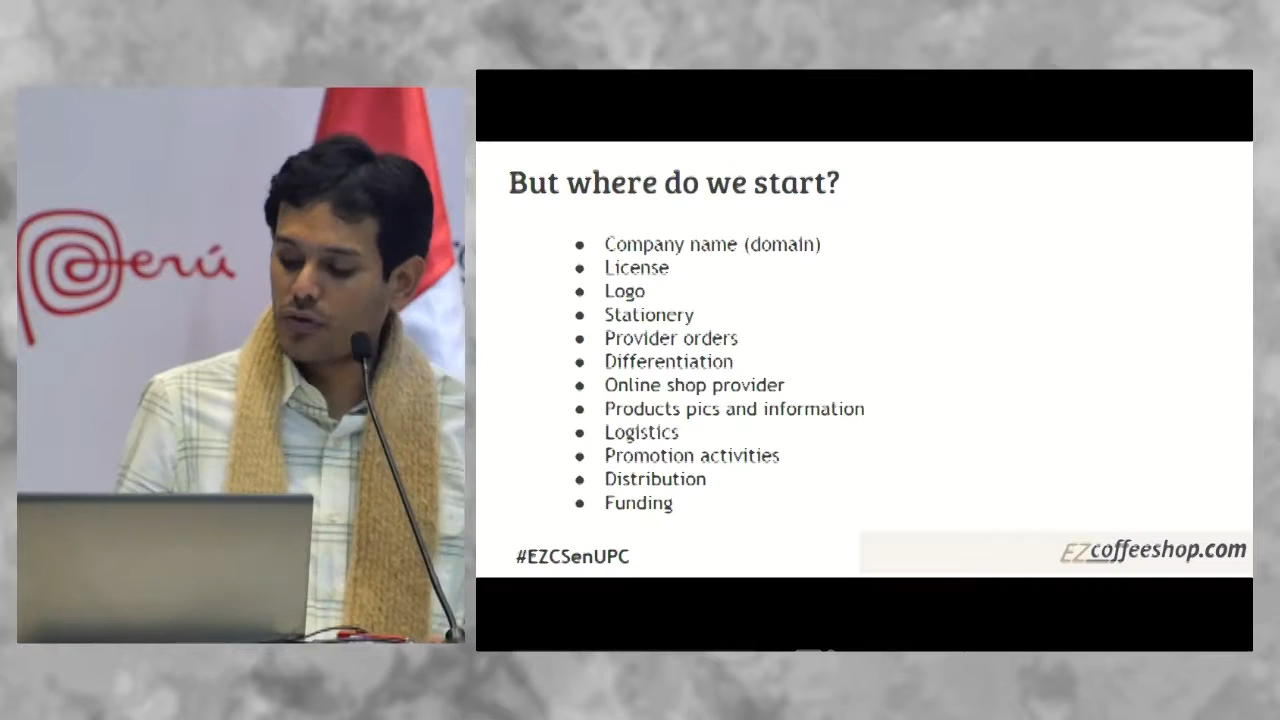 Perú
But where do we start?
● Company name (domain)
● License
● Logo
● Stationery
● Provider orders
● Differentiation
● Online shop provider
● Products pics and information
● Logistics
● Promotion activities
● Distribution
● Funding
#EZCSenUPC
EZcoffeeshop.com